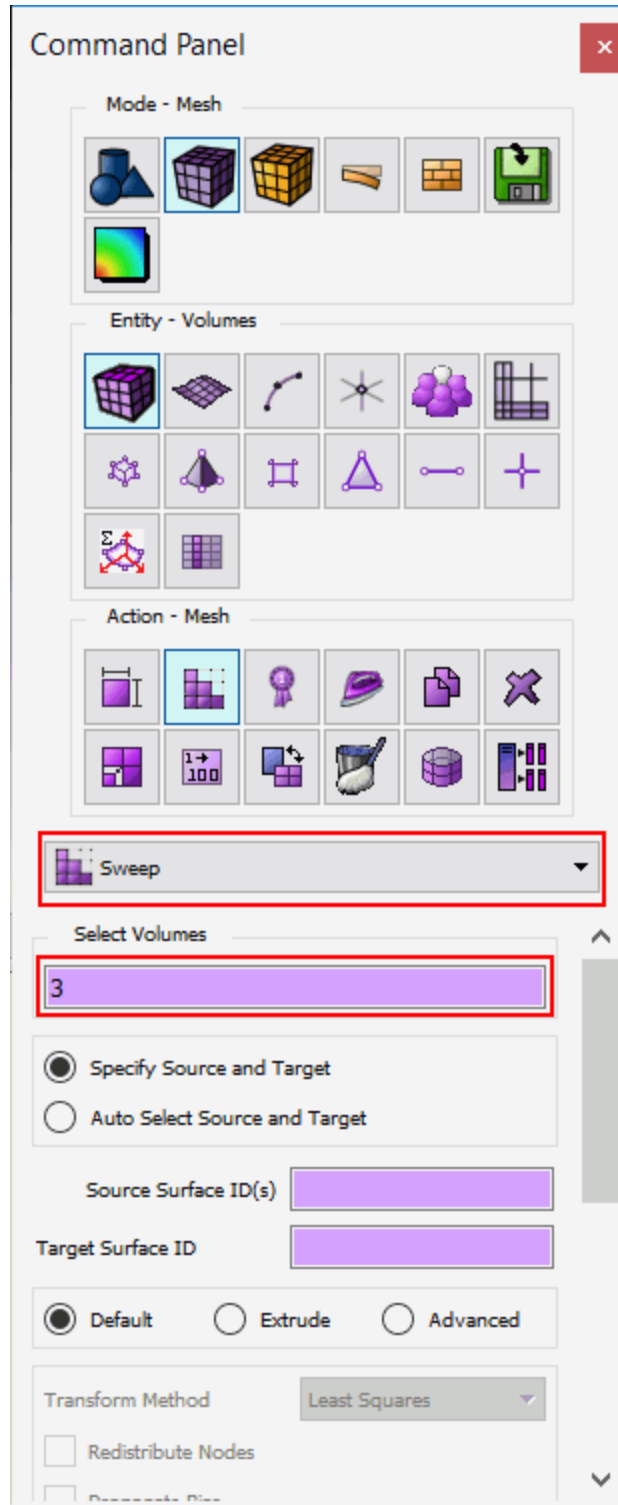 Command Panel
Mode - Mesh
Entity - Volumes
Σ
Action - Mesh
1
100
Sweep
Select Volumes
3
Specify Source and Target
Auto Select Source and Target
Source Surface ID(s)
Target Surface ID
Default Extrude Advanced
Transform Method Least Squares
Redistribute Nodes